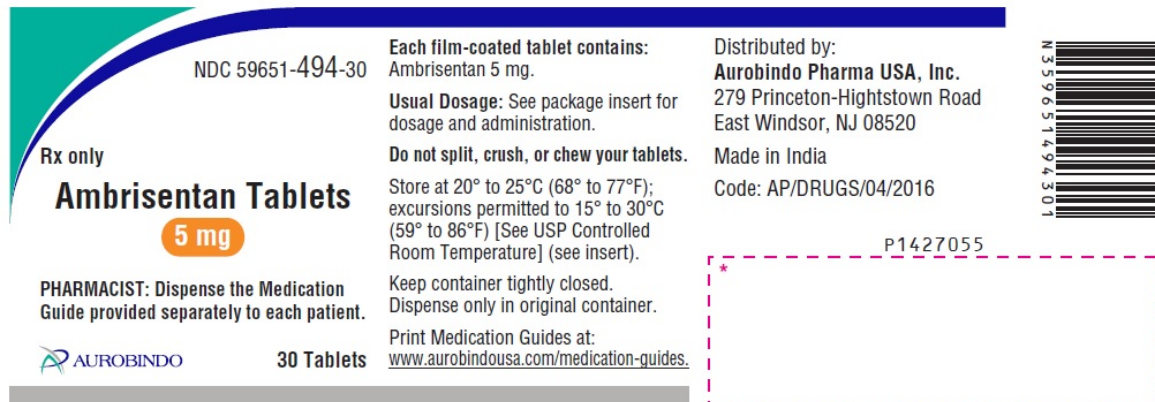 NDC 59651-494-30
Rx only
Ambrisentan Tablets
5 mg
PHARMACIST: Dispense the Medication
Guide provided separately to each patient.
AUROBINDO
30 Tablets
Each film-coated tablet contains:
Ambrisentan 5 mg.
Usual Dosage: See package insert for
dosage and administration.
Do not split, crush, or chew your tablets.
Store at 20° to 25°C (68° to 77°F);
excursions permitted to 15° to 30°C
(59° to 86°F) [See USP Controlled
Room Temperature] (see insert).
Keep container tightly closed.
Dispense only in original container.
Print Medication Guides at:
www.aurobindousa.com/medication-guides.
Distributed by:
Aurobindo Pharma USA, Inc.
279 Princeton-Hightstown Road
East Windsor, NJ 08520
Made in India
Code: AP/DRUGS/04/2016
P1427055
*
N359651494301